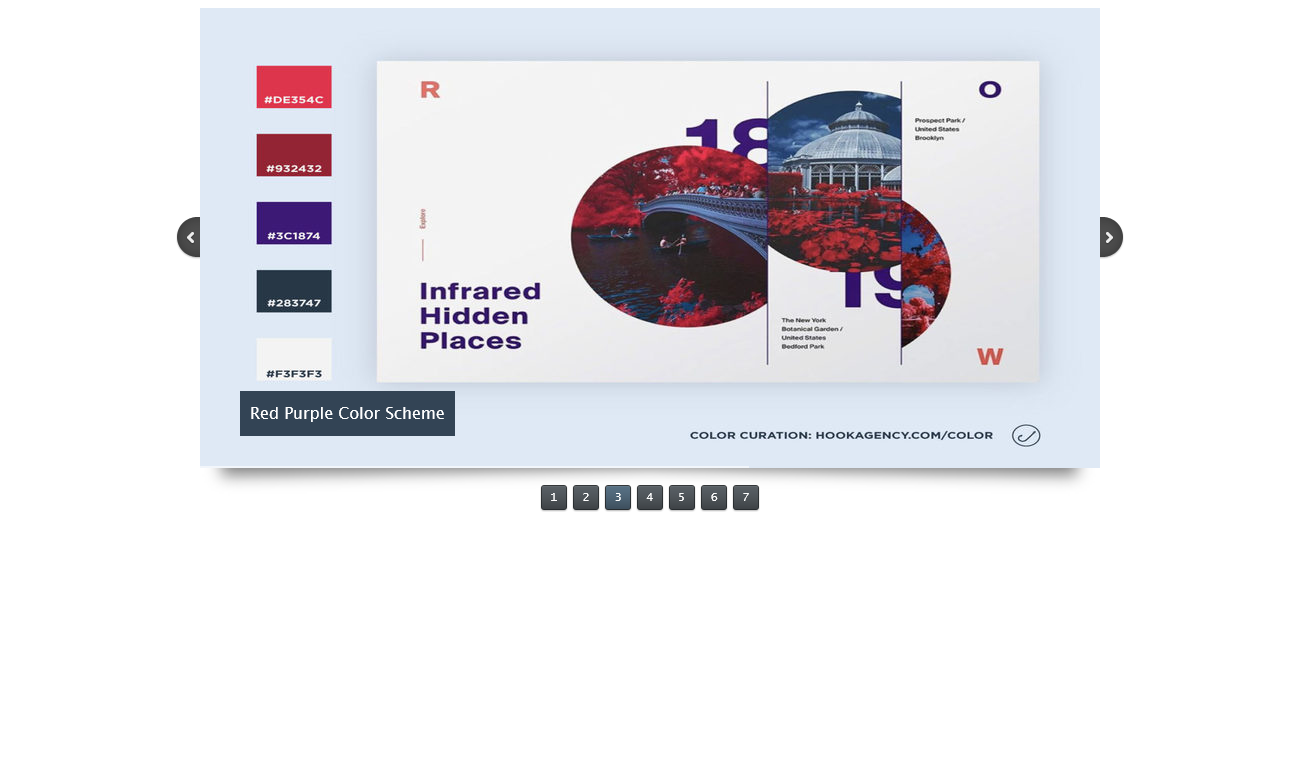 #DE354C
#932432
#3C1874
#283747
#F3F3F3
R
O
W
18
19
Explore
Infrared
Hidden
Places
Prospect Park /
United States
Brooklyn
The New York
Botanical Garden /
United States
Bedford Park
Red Purple Color Scheme
COLOR CURATION: HOOKAGENCY.COM/COLOR
1 2 3 4 5 6 7